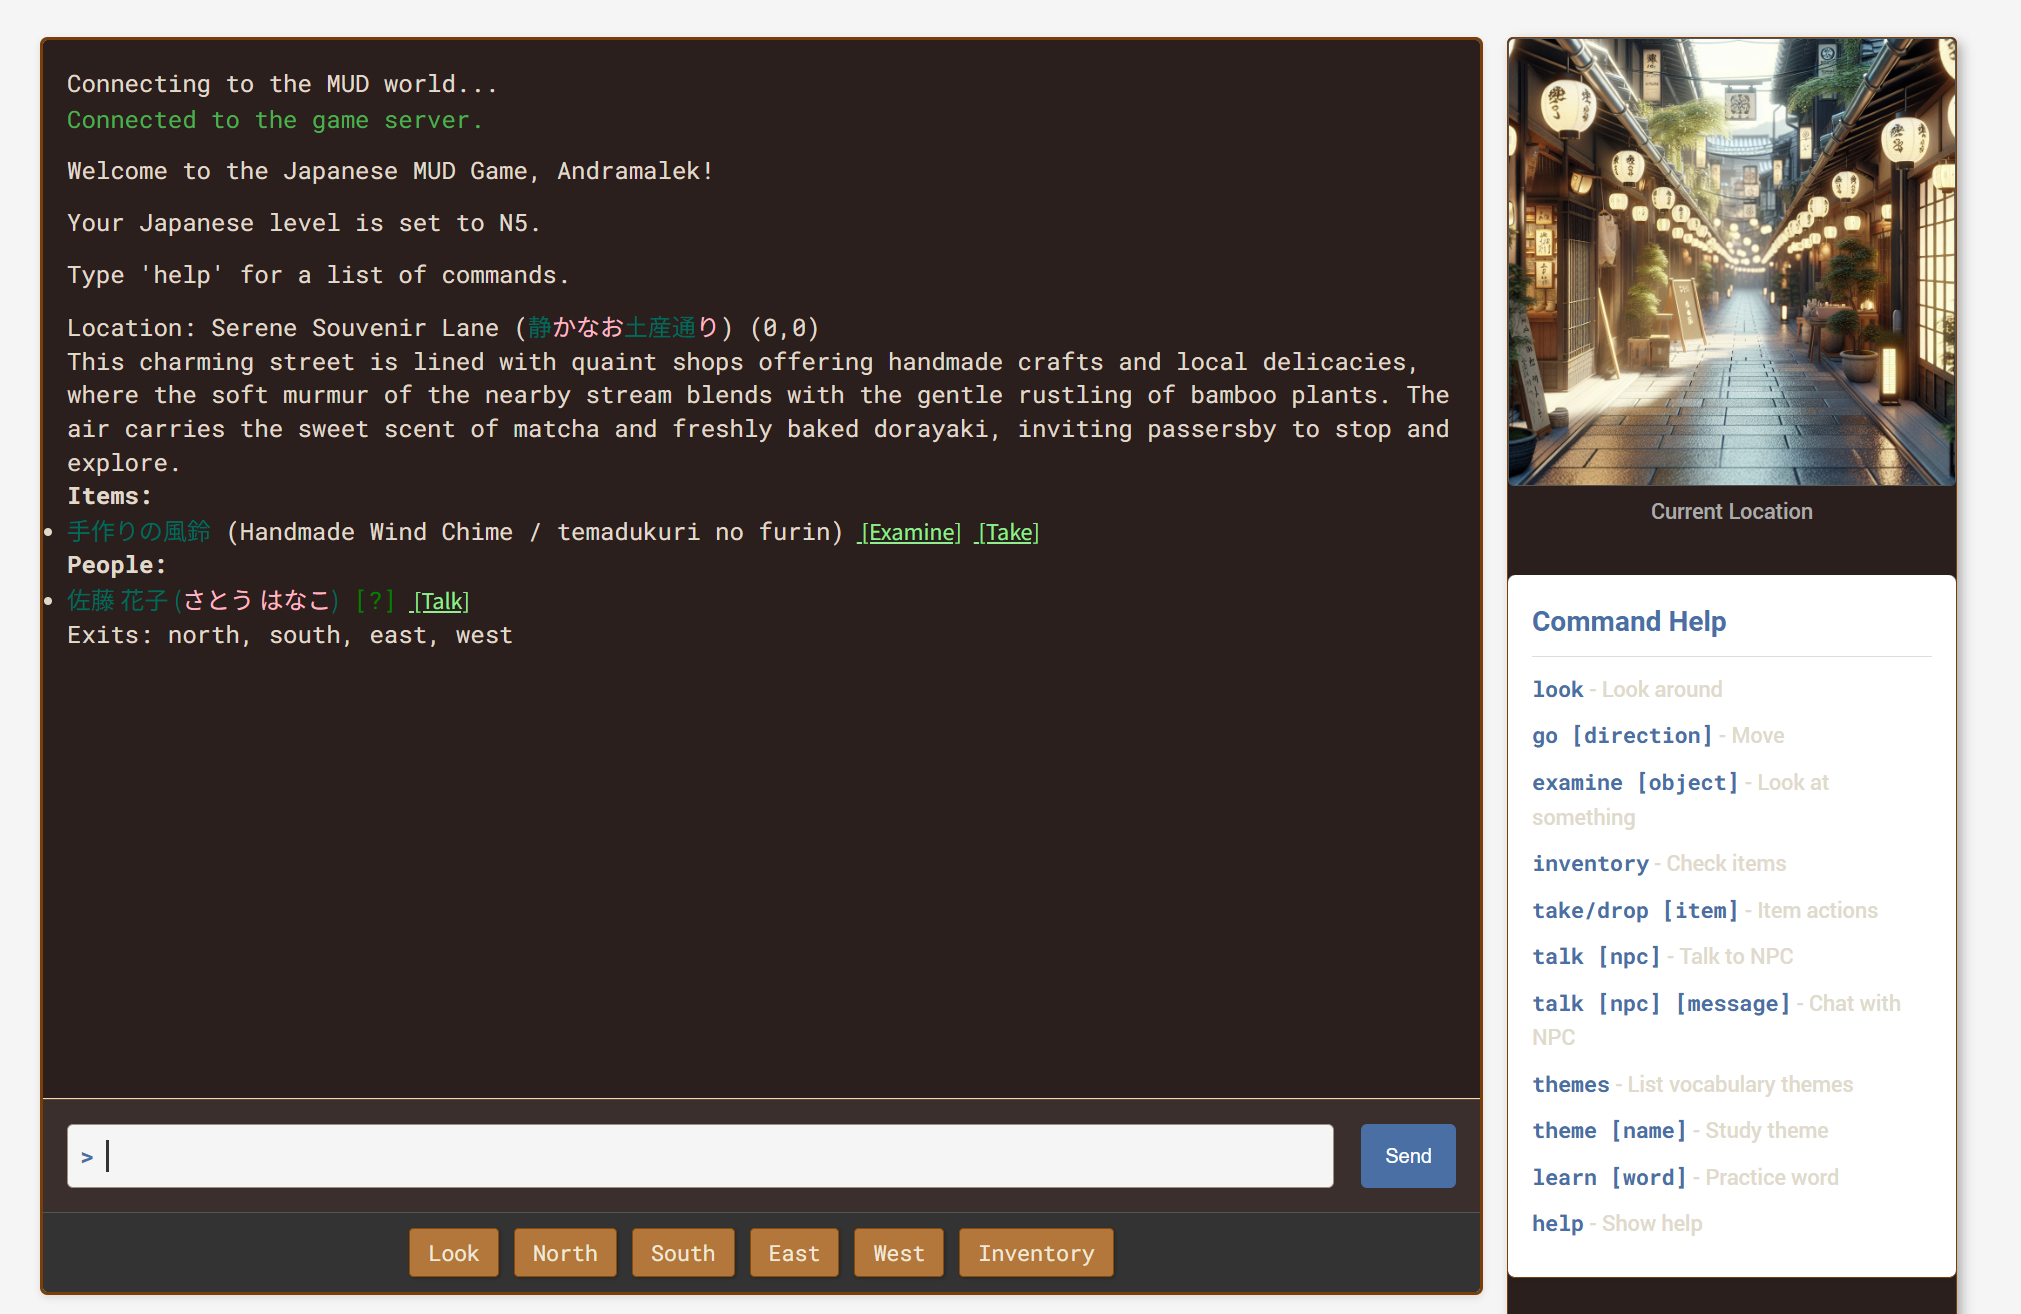 Connecting to the MUD world...
Connected to the game server.
Welcome to the Japanese MUD Game, Andramalek!
Your Japanese level is set to N5.
Type 'help' for a list of commands.
Location: Serene Souvenir Lane (静かなお土産通り) (0,0)
This charming street is lined with quaint shops offering handmade crafts and local delicacies,
where the soft murmur of the nearby stream blends with the gentle rustling of bamboo plants. The
air carries the sweet scent of matcha and freshly baked dorayaki, inviting passersby to stop and
explore.
Items:
• 手作りの風鈴 (Handmade Wind Chime / temadukuri no furin) [Examine] [Take]
People:
• 佐藤 花子 (さとう はなこ) [?] [Talk]
Exits: north, south, east, west
>
Send
Look North South East West Inventory
Current Location
Command Help
look - Look around
go [direction] - Move
examine [object] - Look at
something
inventory - Check items
take/drop [item] - Item actions
talk [npc] - Talk to NPC
talk [npc] [message] - Chat with
NPC
themes - List vocabulary themes
theme [name] - Study theme
learn [word] - Practice word
help - Show help